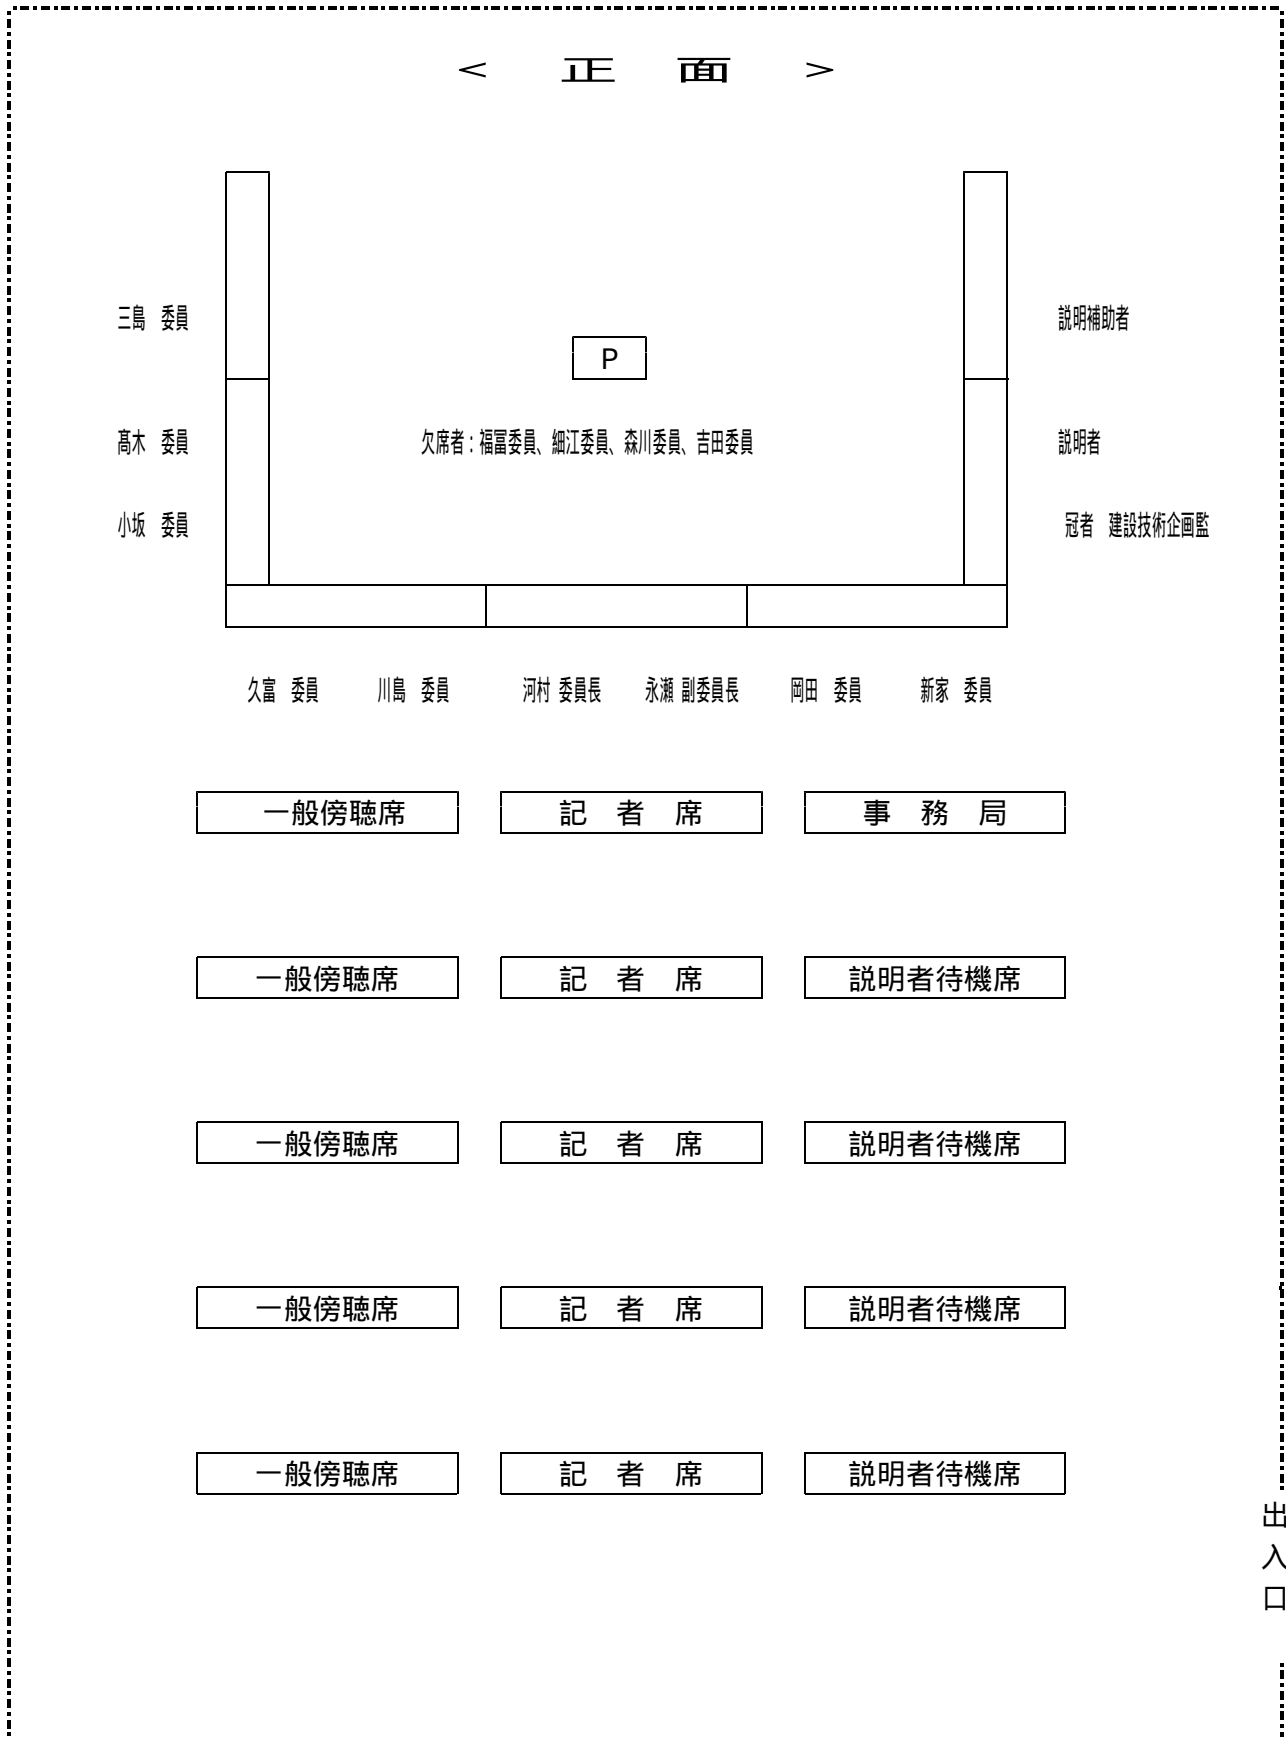 ＜　正　面　＞
三島　委員
説明補助者
P
髙木　委員
欠席者：福冨委員、細江委員、森川委員、吉田委員
説明者
小坂　委員
冠者　建設技術企画監
久富　委員　川島　委員　河村 委員長　永瀬 副委員長　岡田　委員　新家　委員
一般傍聴席　記　者　席　事　務　局
一般傍聴席　記　者　席　説明者待機席
一般傍聴席　記　者　席　説明者待機席
一般傍聴席　記　者　席　説明者待機席
一般傍聴席　記　者　席　説明者待機席
出入口